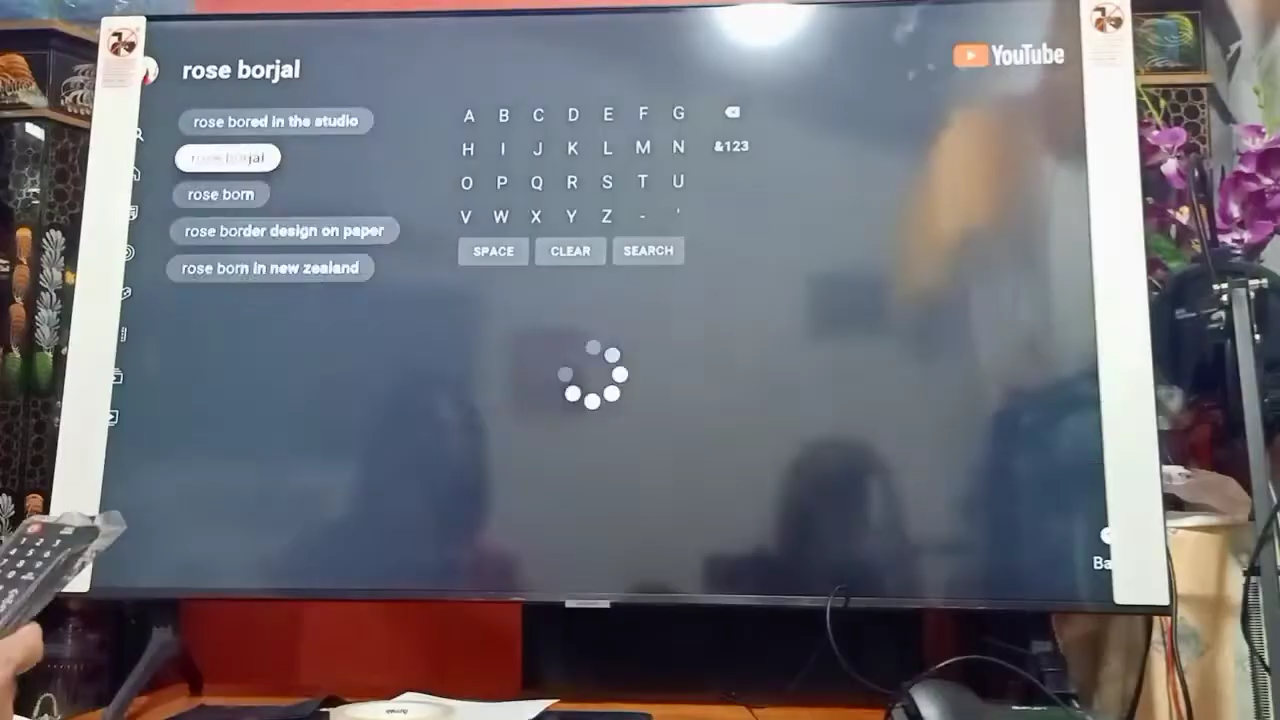 rose borjal
YouTube
rose bored in the studio
rose borjal
rose born
rose border design on paper
rose born in new zealand
A B C D E F G
H I J K L M N &123
O P Q R S T U
V W X Y Z - '
SPACE CLEAR SEARCH
Ba